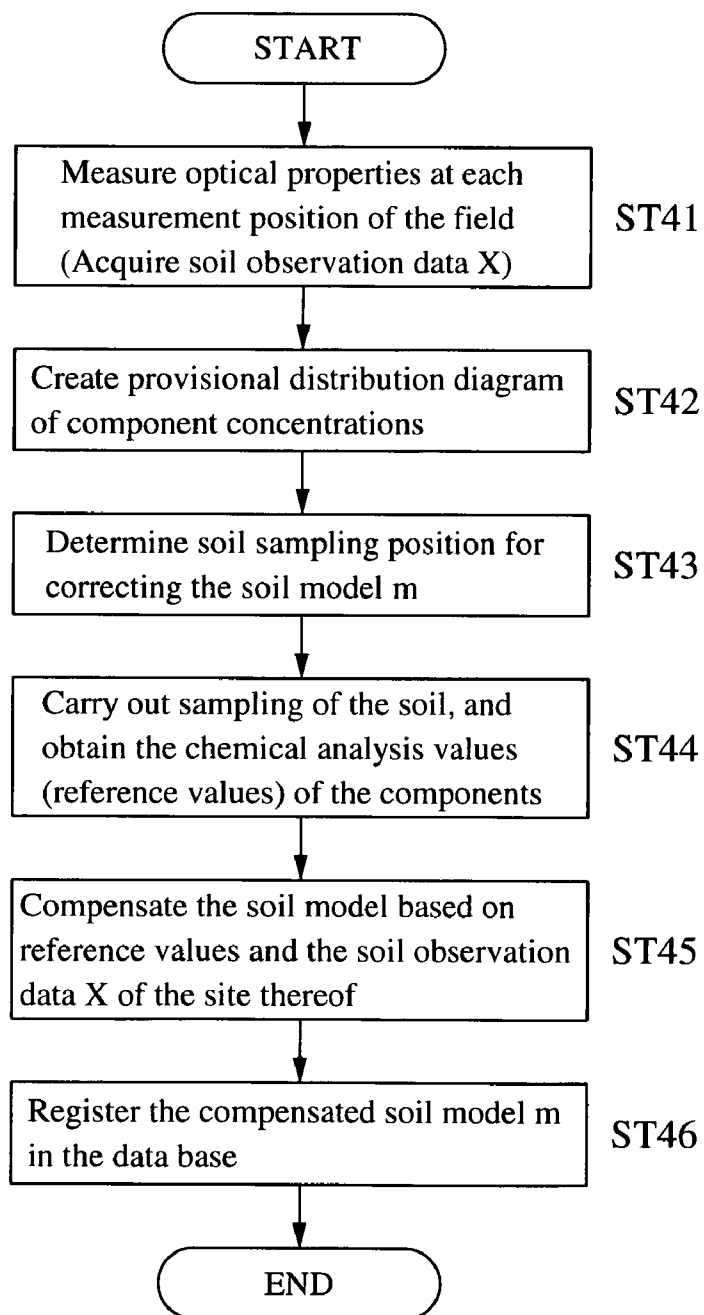 START
Measure optical properties at each
measurement position of the field
(Acquire soil observation data X)
ST41
Create provisional distribution diagram
of component concentrations
ST42
Determine soil sampling position for
correcting the soil model m
ST43
Carry out sampling of the soil, and
obtain the chemical analysis values
(reference values) of the components
ST44
Compensate the soil model based on
reference values and the soil observation
data X of the site thereof
ST45
Register the compensated soil model m
in the data base
ST46
END